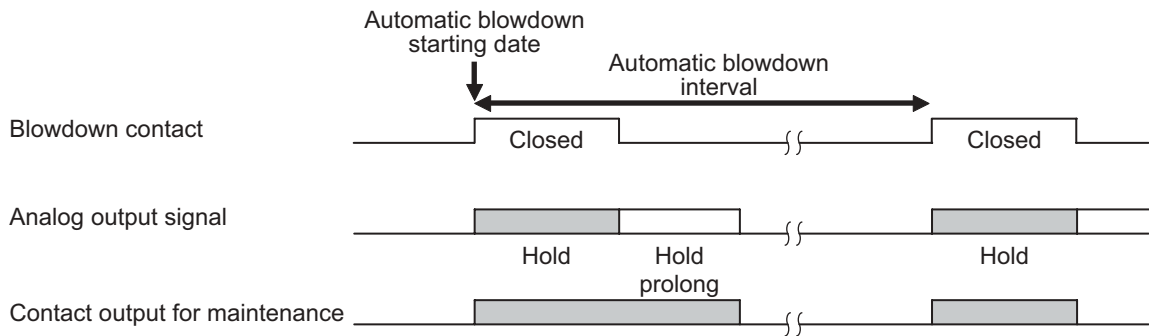 Automatic blowdown
starting date
Automatic blowdown
interval
Blowdown contact
Closed
Closed
Analog output signal
Hold
Hold
prolong
Hold
Contact output for maintenance